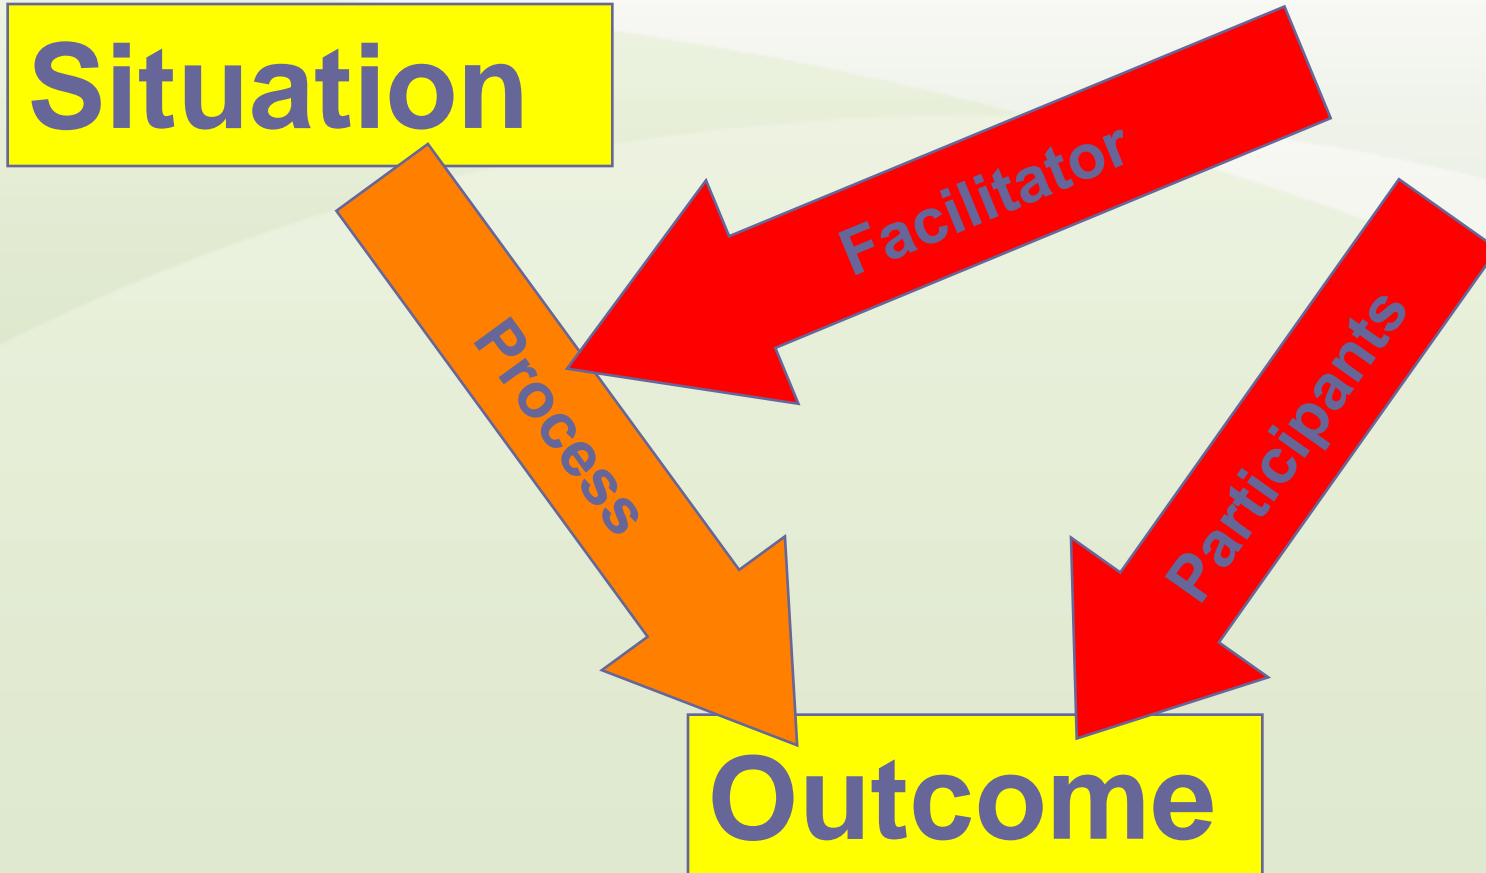 Situation
Facilitator
Process
Participants
Outcome